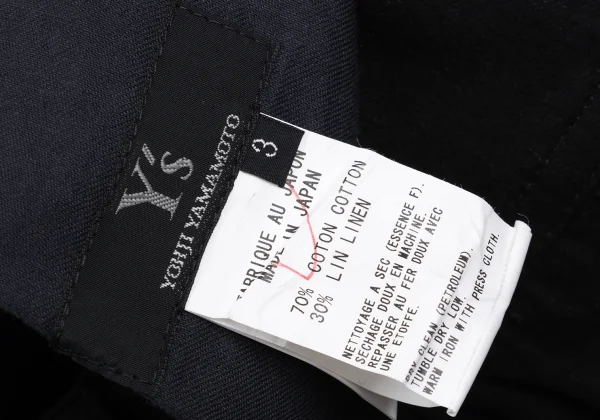 Y's
YOHJI YAMAMOTO
3
FABRIQUE AU JAPON
MADE IN JAPAN
70% COTON COTTON
30% LIN LINEN
NETTOYAGE A SEC (ESSENCE F).
SECHAGE DOUX EN MACHINE.
REPASSER AU FER DOUX AVEC
UNE ETOFFE.
DRY CLEAN (PETROLEUM).
TUMBLE DRY LOW.
WARM IRON WITH PRESS CLOTH.